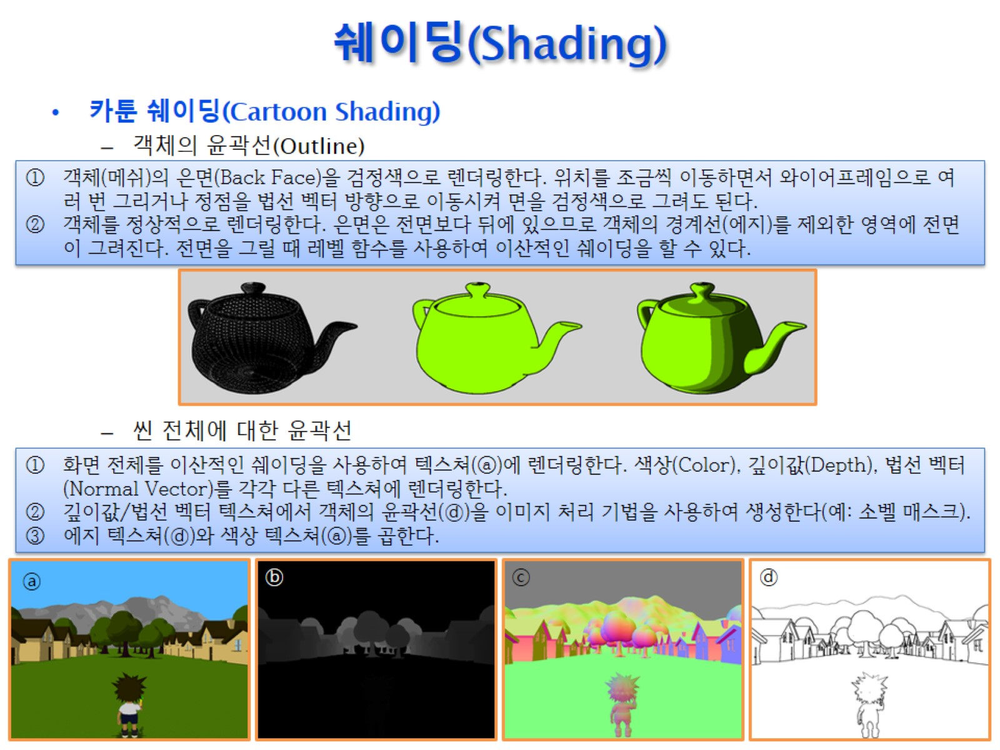 쉐이딩(Shading)
• 카툰 쉐이딩(Cartoon Shading)
– 객체의 윤곽선(Outline)
① 객체(메쉬)의 은면(Back Face)을 검정색으로 렌더링한다. 위치를 조금씩 이동하면서 와이어프레임으로 여
러 번 그리거나 정점을 법선 벡터 방향으로 이동시켜 면을 검정색으로 그려도 된다.
② 객체를 정상적으로 렌더링한다. 은면은 전면보다 뒤에 있으므로 객체의 경계선(에지)를 제외한 영역에 전면
이 그려진다. 전면을 그릴 때 레벨 함수를 사용하여 이산적인 쉐이딩을 할 수 있다.
– 씬 전체에 대한 윤곽선
① 화면 전체를 이산적인 쉐이딩을 사용하여 텍스쳐(ⓐ)에 렌더링한다. 색상(Color), 깊이값(Depth), 법선 벡터
(Normal Vector)를 각각 다른 텍스쳐에 렌더링한다.
② 깊이값/법선 벡터 텍스쳐에서 객체의 윤곽선(ⓓ)을 이미지 처리 기법을 사용하여 생성한다(예: 소벨 매스크).
③ 에지 텍스쳐(ⓓ)와 색상 텍스쳐(ⓐ)를 곱한다.
ⓐ ⓑ ⓒ ⓓ